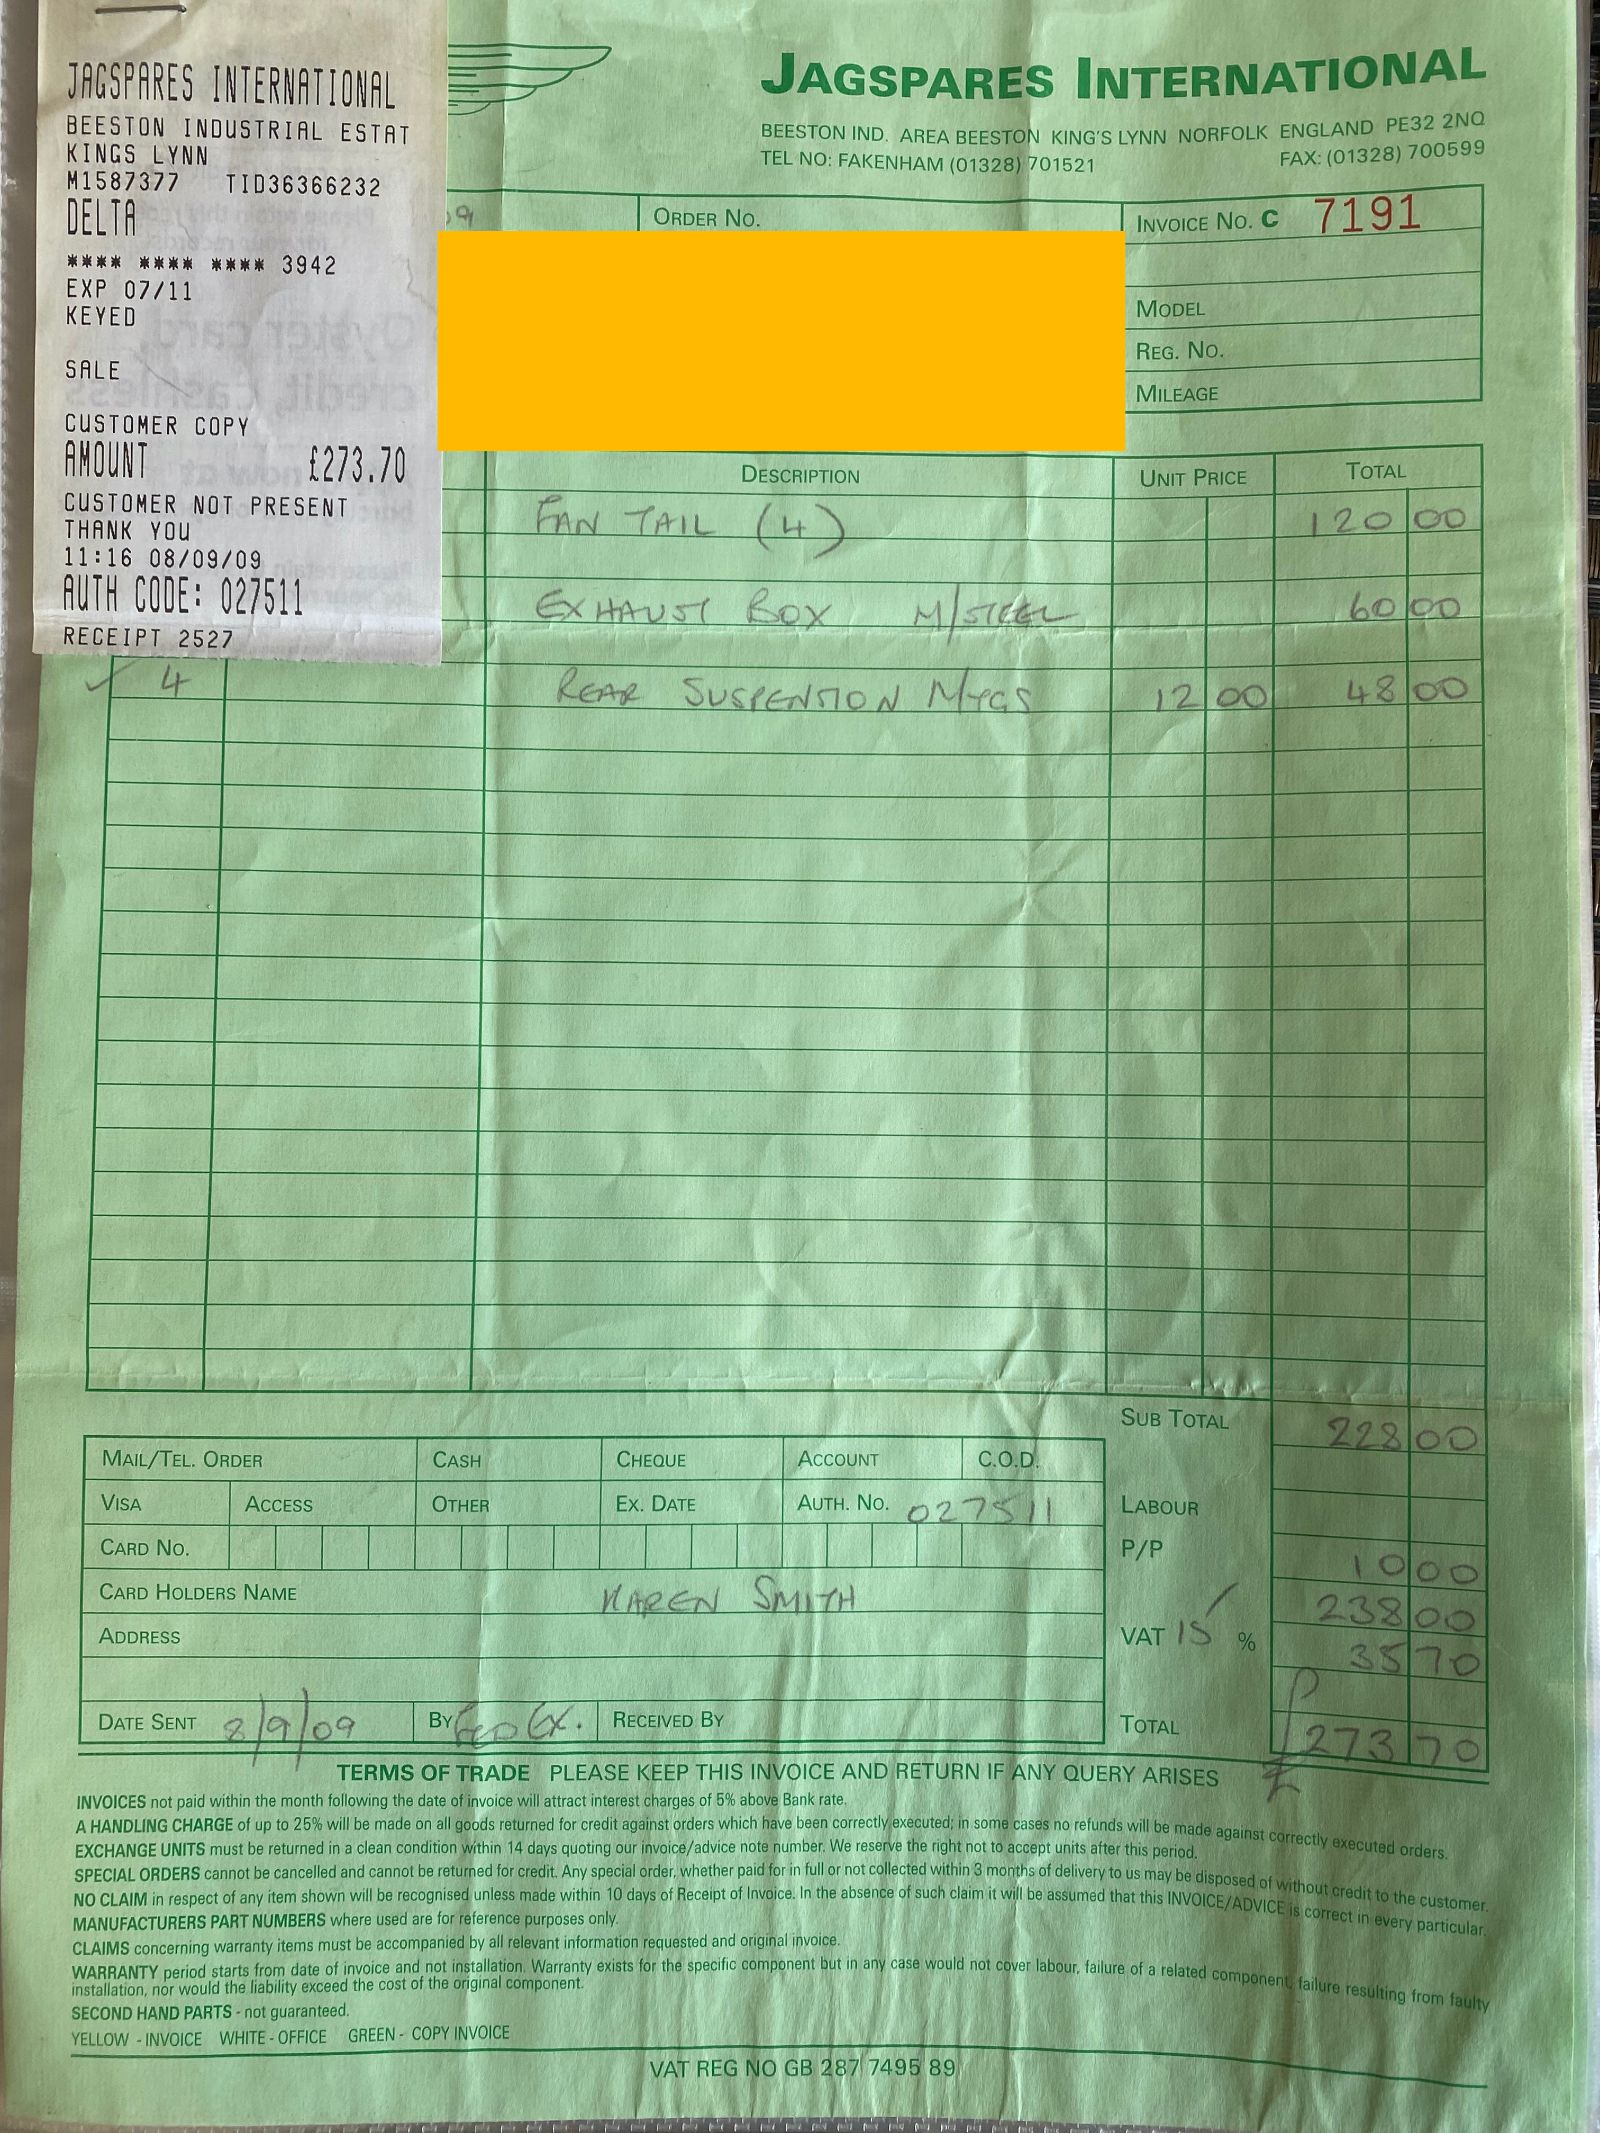 JAGSPARES INTERNATIONAL
BEESTON INDUSTRIAL ESTAT
KINGS LYNN
M1587377 TID36366232
DELTA
**** **** **** 3942
EXP 07/11
KEYED
SALE
CUSTOMER COPY
AMOUNT £273.70
CUSTOMER NOT PRESENT
THANK YOU
11:16 08/09/09
AUTH CODE: 027511
RECEIPT 2527
JAGSPARES INTERNATIONAL
BEESTON IND. AREA BEESTON KING'S LYNN NORFOLK ENGLAND PE32 2NQ
TEL NO: FAKENHAM (01328) 701521 FAX: (01328) 700599
ORDER NO. INVOICE No. C 7191
MODEL
REG. No.
MILEAGE
DESCRIPTION UNIT PRICE TOTAL
FAN TAIL (4) 120 00
EXHAUST BOX M/STEEL 60 00
4 REAR SUSPENSION MTGS 12 00 48 00
SUB TOTAL 228 00
MAIL/TEL. ORDER CASH CHEQUE ACCOUNT C.O.D.
VISA ACCESS OTHER EX. DATE AUTH. No. 027511 LABOUR
CARD No. P/P 10 00
CARD HOLDERS NAME KAREN SMITH 238 00
ADDRESS VAT 15 % 35 70
DATE SENT 8/9/09 BY FED EX. RECEIVED BY TOTAL £273 70
TERMS OF TRADE PLEASE KEEP THIS INVOICE AND RETURN IF ANY QUERY ARISES
INVOICES not paid within the month following the date of invoice will attract interest charges of 5% above Bank rate.
A HANDLING CHARGE of up to 25% will be made on all goods returned for credit against orders which have been correctly executed; in some cases no refunds will be made against correctly executed orders.
EXCHANGE UNITS must be returned in a clean condition within 14 days quoting our invoice/advice note number. We reserve the right not to accept units after this period.
SPECIAL ORDERS cannot be cancelled and cannot be returned for credit. Any special order, whether paid for in full or not collected within 3 months of delivery to us may be disposed of without credit to the customer.
NO CLAIM in respect of any item shown will be recognised unless made within 10 days of Receipt of Invoice. In the absence of such claim it will be assumed that this INVOICE/ADVICE is correct in every particular.
MANUFACTURERS PART NUMBERS where used are for reference purposes only.
CLAIMS concerning warranty items must be accompanied by all relevant information requested and original invoice.
WARRANTY period starts from date of invoice and not installation. Warranty exists for the specific component but in any case would not cover labour, failure of a related component, failure resulting from faulty
installation, nor would the liability exceed the cost of the original component.
SECOND HAND PARTS - not guaranteed.
YELLOW - INVOICE WHITE - OFFICE GREEN - COPY INVOICE
VAT REG NO GB 287 7495 89